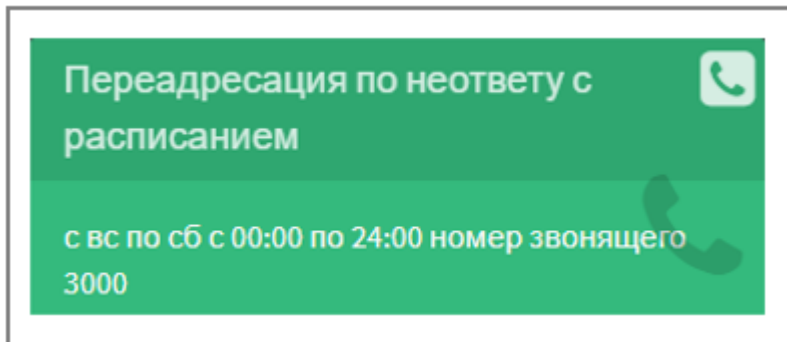 Переадресация по неответу с
расписанием
с вс по сб с 00:00 по 24:00 номер звонящего
3000